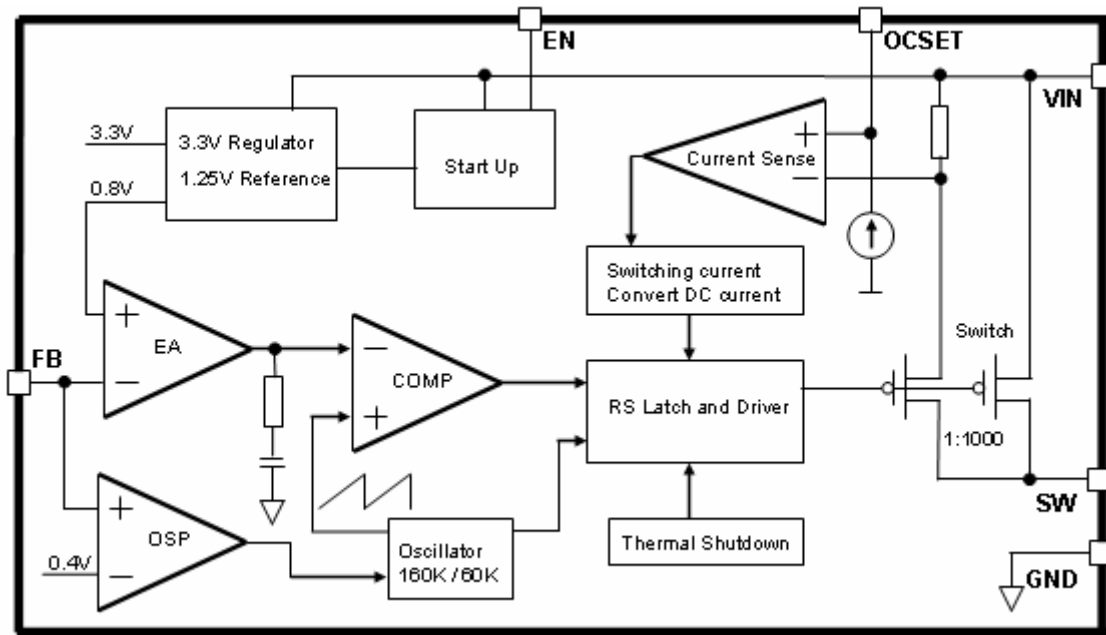 EN
OCSET
VIN
3.3V
3.3V Regulator
1.25V Reference
Start Up
+
Current Sense
−
0.8V
Switching current
Convert DC current
+
EA
−
FB
−
COMP
+
RS Latch and Driver
Switch
1:1000
SW
+
OSP
−
0.4V
Oscillator
160K / 60K
Thermal Shutdown
GND